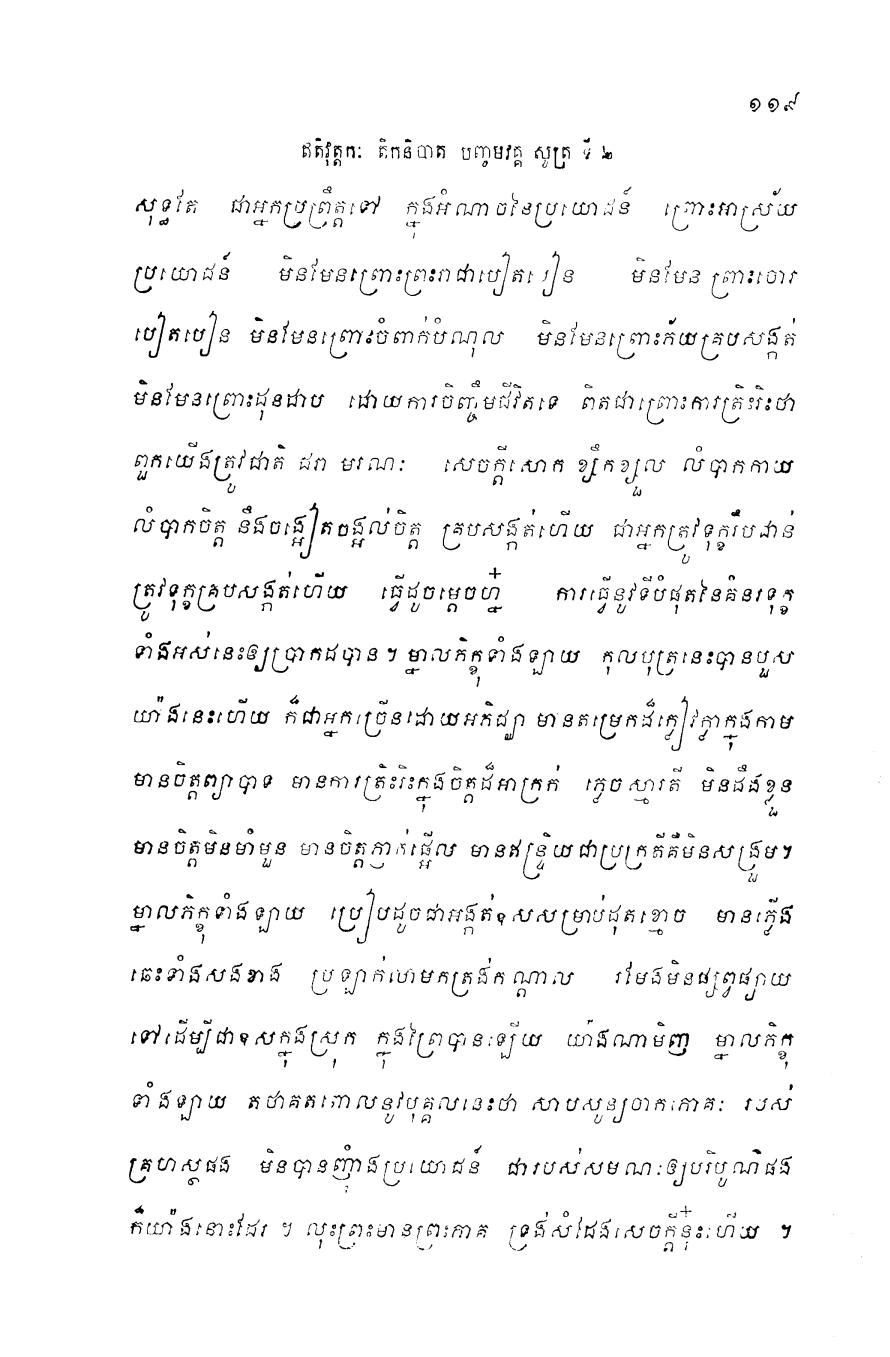 ១១៩
ឥតិវុត្តកៈ តិកនិបាត បញ្ចមវគ្គ សូត្រ ទី ២
សុទ្ធតែ ជាអ្នកប្រព្រឹត្តទៅ ក្នុងអំណាចនៃប្រយោជន៍ ព្រោះអាស្រ័យ
ប្រយោជន៍ មិនមែនព្រោះព្រះរាជាបៀតបៀន មិនមែន ព្រោះចោរ
បៀតបៀន មិនមែនព្រោះចំពាក់បំណុល មិនមែនព្រោះភ័យគ្របសង្កត់
មិនមែនព្រោះដុនដាប ដោយការចិញ្ចឹមជីវិតទេ ពិតជាព្រោះការត្រិះរិះថា
ពួកយើងត្រូវជាតិ ជរា មរណៈ សេចក្តីសោក ខ្សឹកខ្សួល លំបាកកាយ
លំបាកចិត្ត នឹងចង្អៀតចង្អល់ចិត្ត គ្របសង្កត់ហើយ ជាអ្នកត្រូវទុក្ខរឹបជាន់
ត្រូវទុក្ខគ្របសង្កត់ហើយ ធ្វើដូចម្តេចហ្ន៎ ការធ្វើនូវទីបំផុតនៃគំនរទុក្ខ
ទាំងអស់នេះឲ្យប្រាកដបាន។ ម្នាលភិក្ខុទាំងឡាយ កុលបុត្រនេះបានបួស
យ៉ាងនេះហើយ ក៏ជាអ្នកច្រើនដោយអភិជ្ឈា មានតម្រេកដ៏ក្លៀវក្លាក្នុងកាម
មានចិត្តព្យាបាទ មានការត្រិះរិះក្នុងចិត្តដ៏អាក្រក់ ភ្លេចស្មារតី មិនដឹងខ្លួន
មានចិត្តមិនមាំមួន មានចិត្តភ្ញាក់ផ្អើល មានឥន្ទ្រិយជាប្រក្រតីគឺមិនសង្រួម។
ម្នាលភិក្ខុទាំងឡាយ ប្រៀបដូចជាអង្កត់ឧសសម្រាប់ដុតខ្មោច មានភ្លើង
ឆេះទាំងសងខាង ប្រឡាក់លាមកត្រង់កណ្តាល រមែងមិនផ្សព្វផ្សាយ
ទៅដើម្បីជាឧសក្នុងស្រុក ក្នុងព្រៃបានឡើយ យ៉ាងណាមិញ ម្នាលភិក្ខុ
ទាំងឡាយ តថាគតពោលនូវបុគ្គលនេះថា សាបសូន្យចាកភោគៈ របស់
គ្រហស្ថផង មិនបានញ៉ាំងប្រយោជន៍ ជារបស់សមណៈឲ្យបរិបូណ៌ផង
ក៏យ៉ាងនោះដែរ ។ លុះព្រះមានព្រះភាគ ទ្រង់សំដែងសេចក្តីនុ៎ះហើយ ។